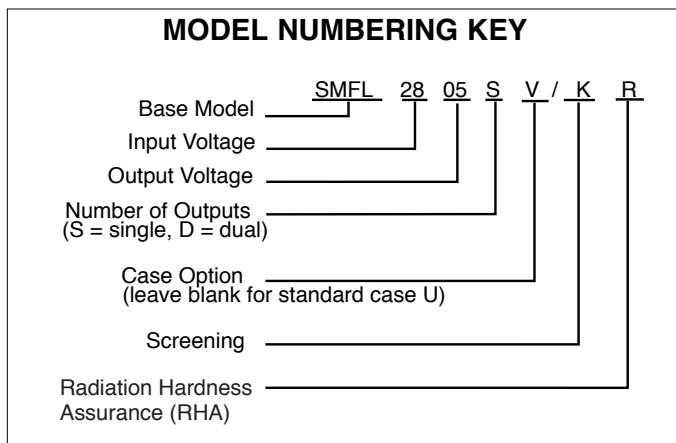 MODEL NUMBERING KEY
SMFL 28 05 S V / K R
Base Model
Input Voltage
Output Voltage
Number of Outputs
(S = single, D = dual)
Case Option
(leave blank for standard case U)
Screening
Radiation Hardness
Assurance (RHA)